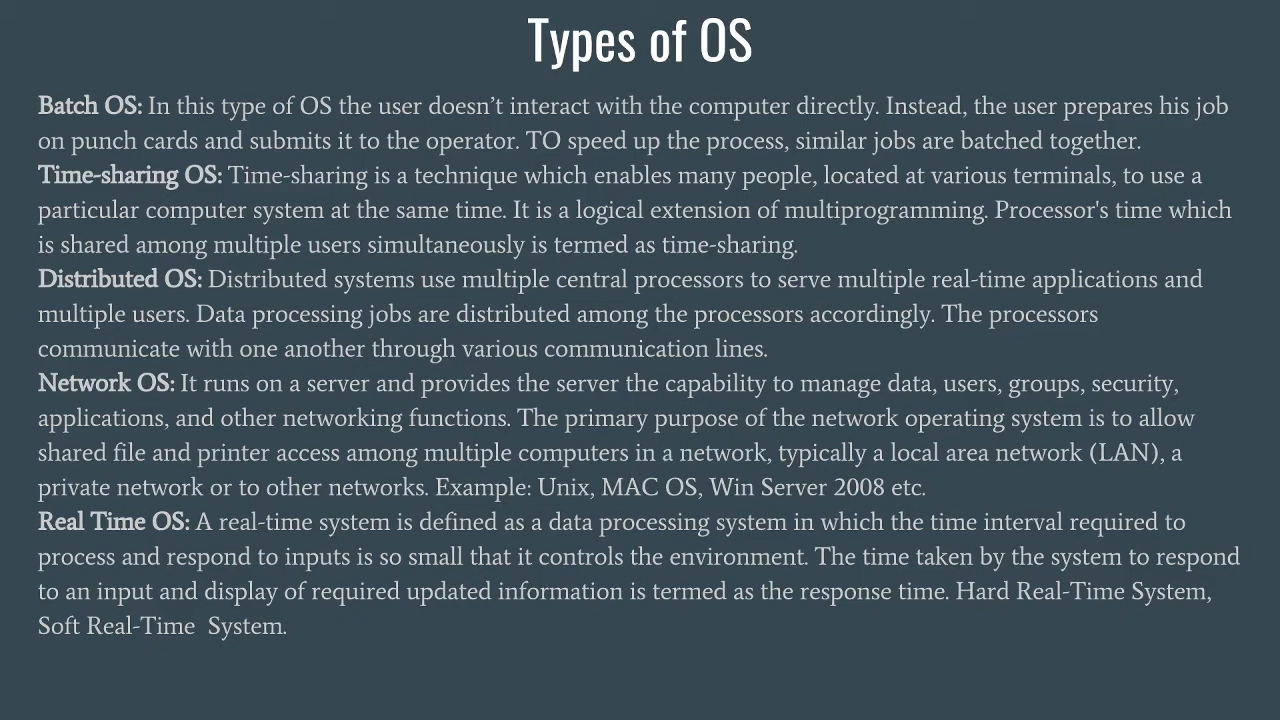 Types of OS
Batch OS: In this type of OS the user doesn’t interact with the computer directly. Instead, the user prepares his job
on punch cards and submits it to the operator. TO speed up the process, similar jobs are batched together.
Time-sharing OS: Time-sharing is a technique which enables many people, located at various terminals, to use a
particular computer system at the same time. It is a logical extension of multiprogramming. Processor's time which
is shared among multiple users simultaneously is termed as time-sharing.
Distributed OS: Distributed systems use multiple central processors to serve multiple real-time applications and
multiple users. Data processing jobs are distributed among the processors accordingly. The processors
communicate with one another through various communication lines.
Network OS: It runs on a server and provides the server the capability to manage data, users, groups, security,
applications, and other networking functions. The primary purpose of the network operating system is to allow
shared file and printer access among multiple computers in a network, typically a local area network (LAN), a
private network or to other networks. Example: Unix, MAC OS, Win Server 2008 etc.
Real Time OS: A real-time system is defined as a data processing system in which the time interval required to
process and respond to inputs is so small that it controls the environment. The time taken by the system to respond
to an input and display of required updated information is termed as the response time. Hard Real-Time System,
Soft Real-Time  System.